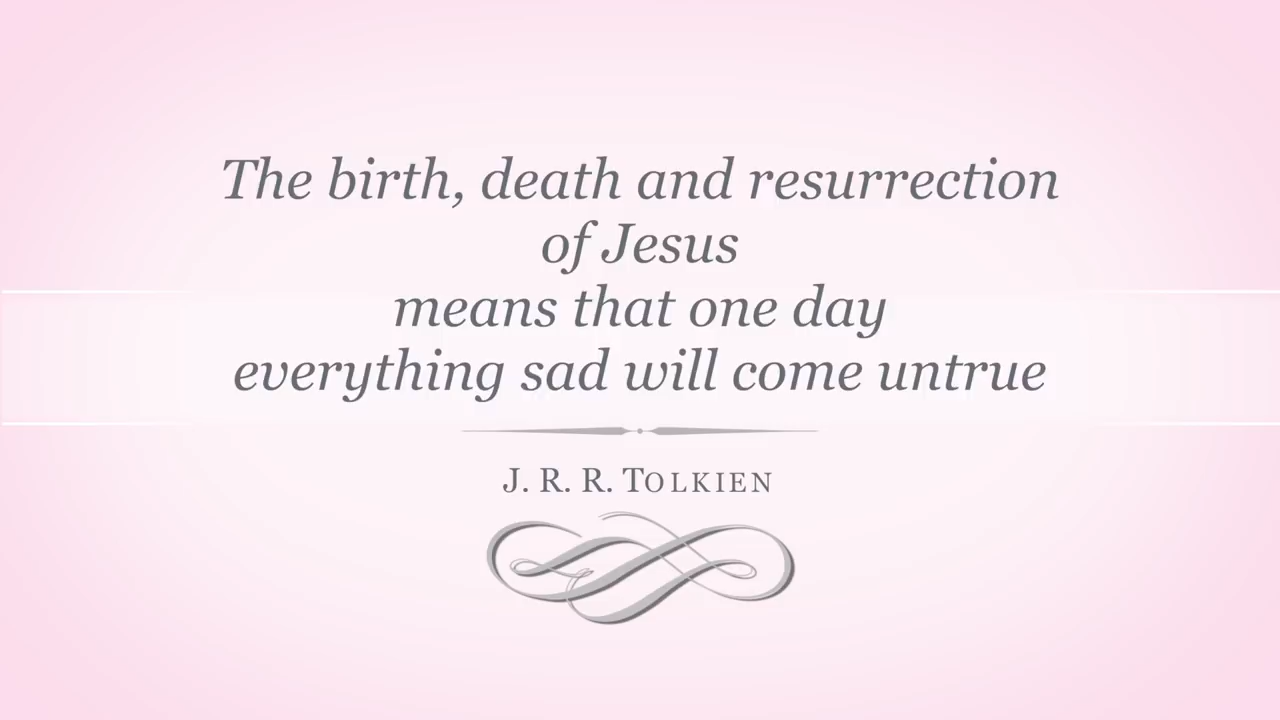 The birth, death and resurrection
of Jesus
means that one day
everything sad will come untrue
J. R. R. Tolkien